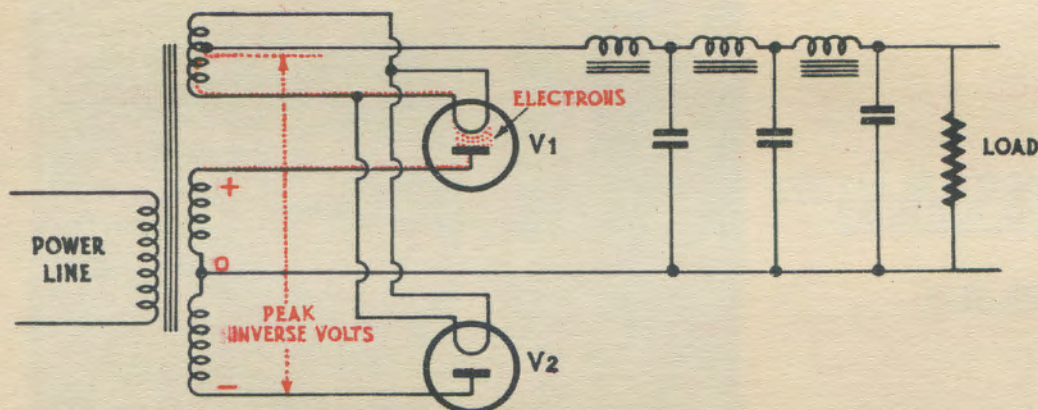 ELECTRONS
V1
LOAD
+
POWER
LINE
O
PEAK
INVERSE VOLTS
V2
−